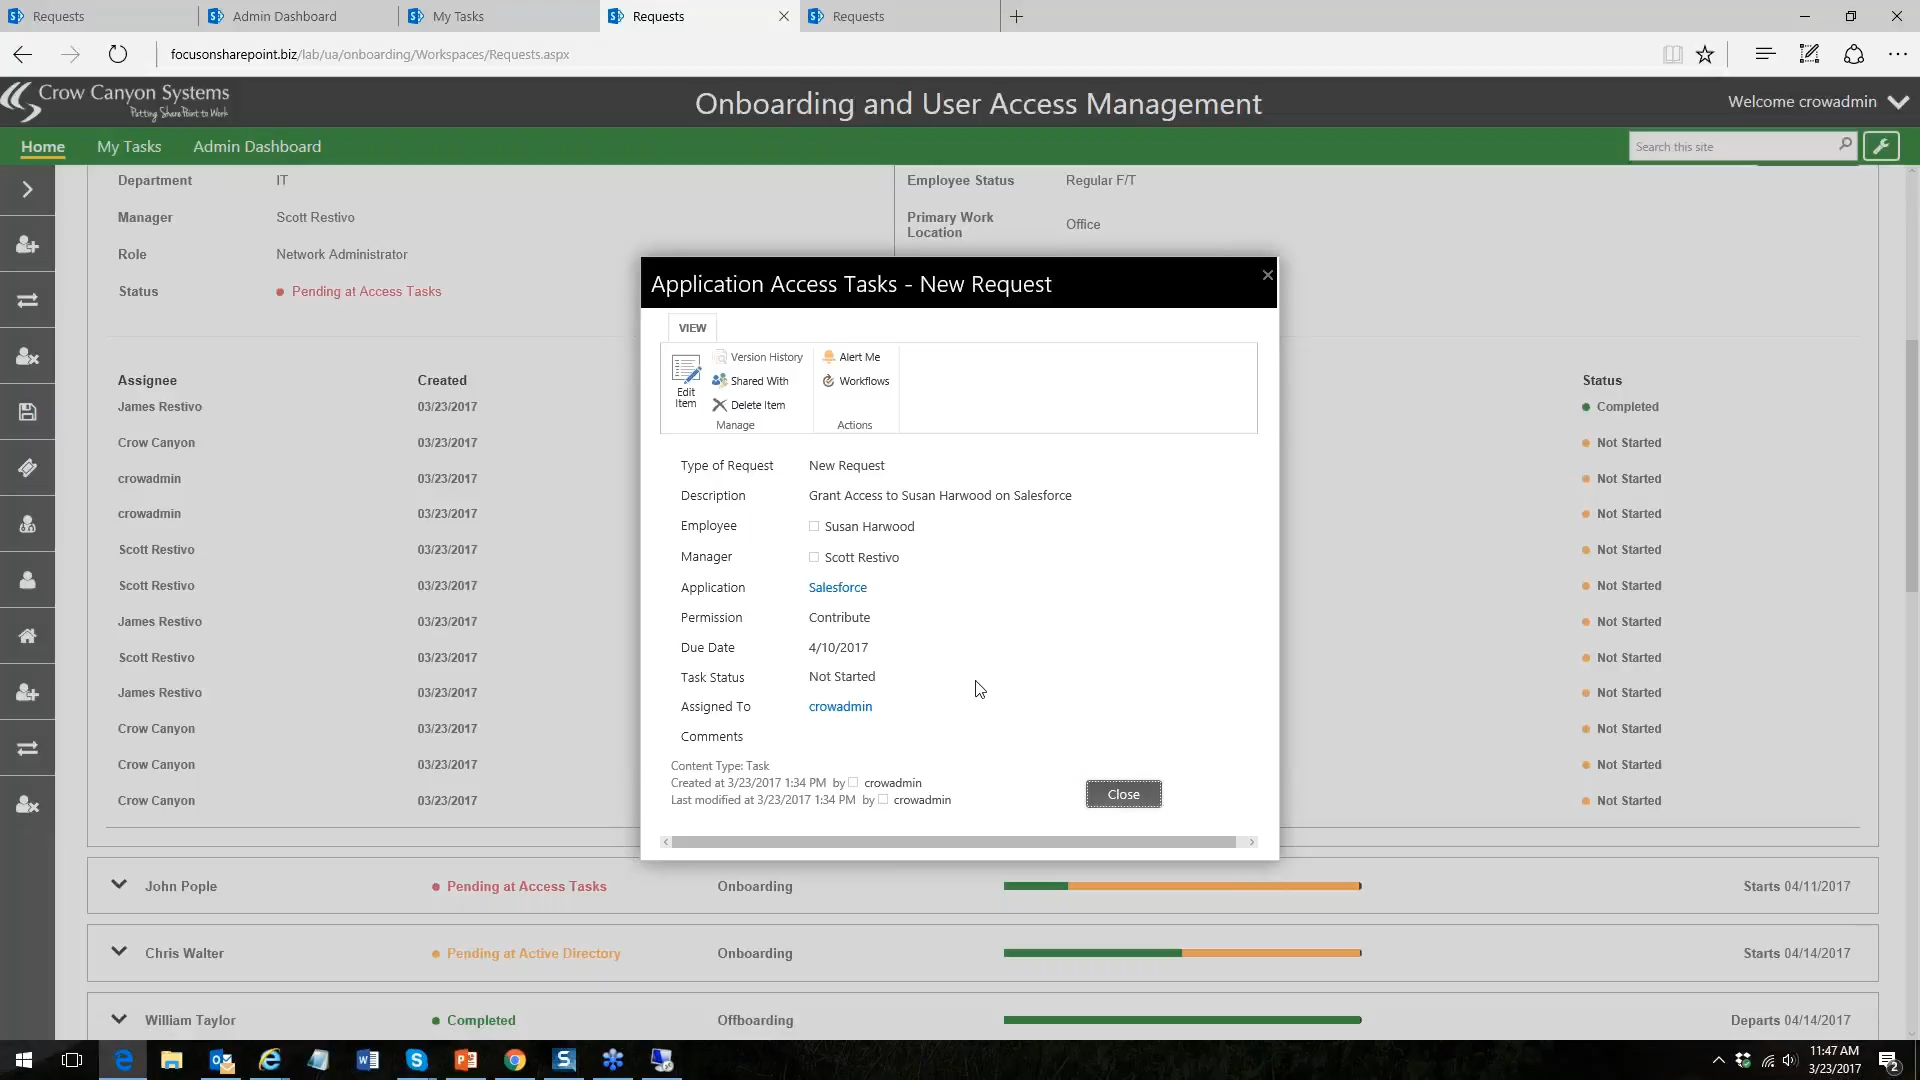 Requests
Admin Dashboard
My Tasks
Requests
Requests
focusonsharepoint.biz/lab/ua/onboarding/Workspaces/Requests.aspx
Crow Canyon Systems
Putting SharePoint to Work
Onboarding and User Access Management
Welcome crowadmin
Home
My Tasks
Admin Dashboard
Search this site
Department IT
Employee Status Regular F/T
Manager Scott Restivo
Primary Work
Location
Office
Role Network Administrator
Status Pending at Access Tasks
Application Access Tasks - New Request
VIEW
Edit
Item
Version History
Shared With
Delete Item
Manage
Alert Me
Workflows
Actions
Type of Request New Request
Description Grant Access to Susan Harwood on Salesforce
Employee Susan Harwood
Manager Scott Restivo
Application Salesforce
Permission Contribute
Due Date 4/10/2017
Task Status Not Started
Assigned To crowadmin
Comments
Content Type: Task
Created at 3/23/2017 1:34 PM by crowadmin
Last modified at 3/23/2017 1:34 PM by crowadmin
Close
Assignee Created Status
James Restivo 03/23/2017 Completed
Crow Canyon 03/23/2017 Not Started
crowadmin 03/23/2017 Not Started
crowadmin 03/23/2017 Not Started
Scott Restivo 03/23/2017 Not Started
Scott Restivo 03/23/2017 Not Started
James Restivo 03/23/2017 Not Started
Scott Restivo 03/23/2017 Not Started
James Restivo 03/23/2017 Not Started
Crow Canyon 03/23/2017 Not Started
Crow Canyon 03/23/2017 Not Started
Crow Canyon 03/23/2017 Not Started
John Pople Pending at Access Tasks Onboarding Starts 04/11/2017
Chris Walter Pending at Active Directory Onboarding Starts 04/14/2017
William Taylor Completed Offboarding Departs 04/14/2017
11:47 AM
3/23/2017
2